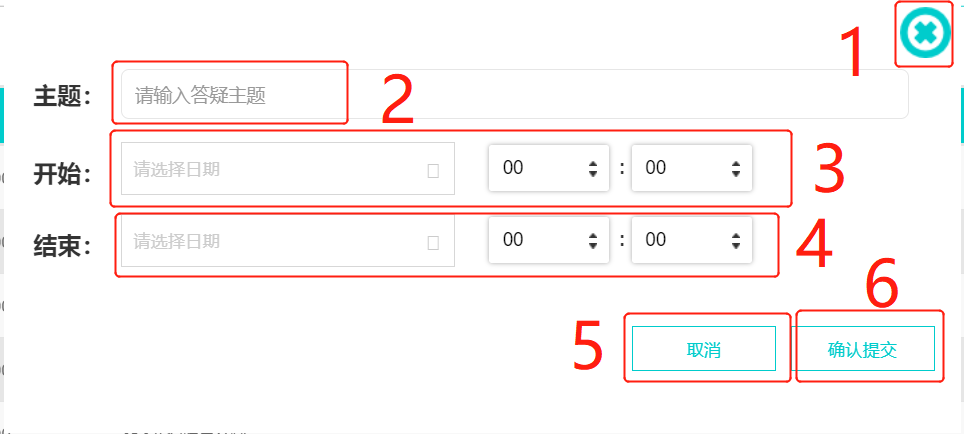 1
主题： 请输入答疑主题 2
开始： 请选择日期 00 : 00 3
结束： 请选择日期 00 : 00 4
6
5 取消 确认提交